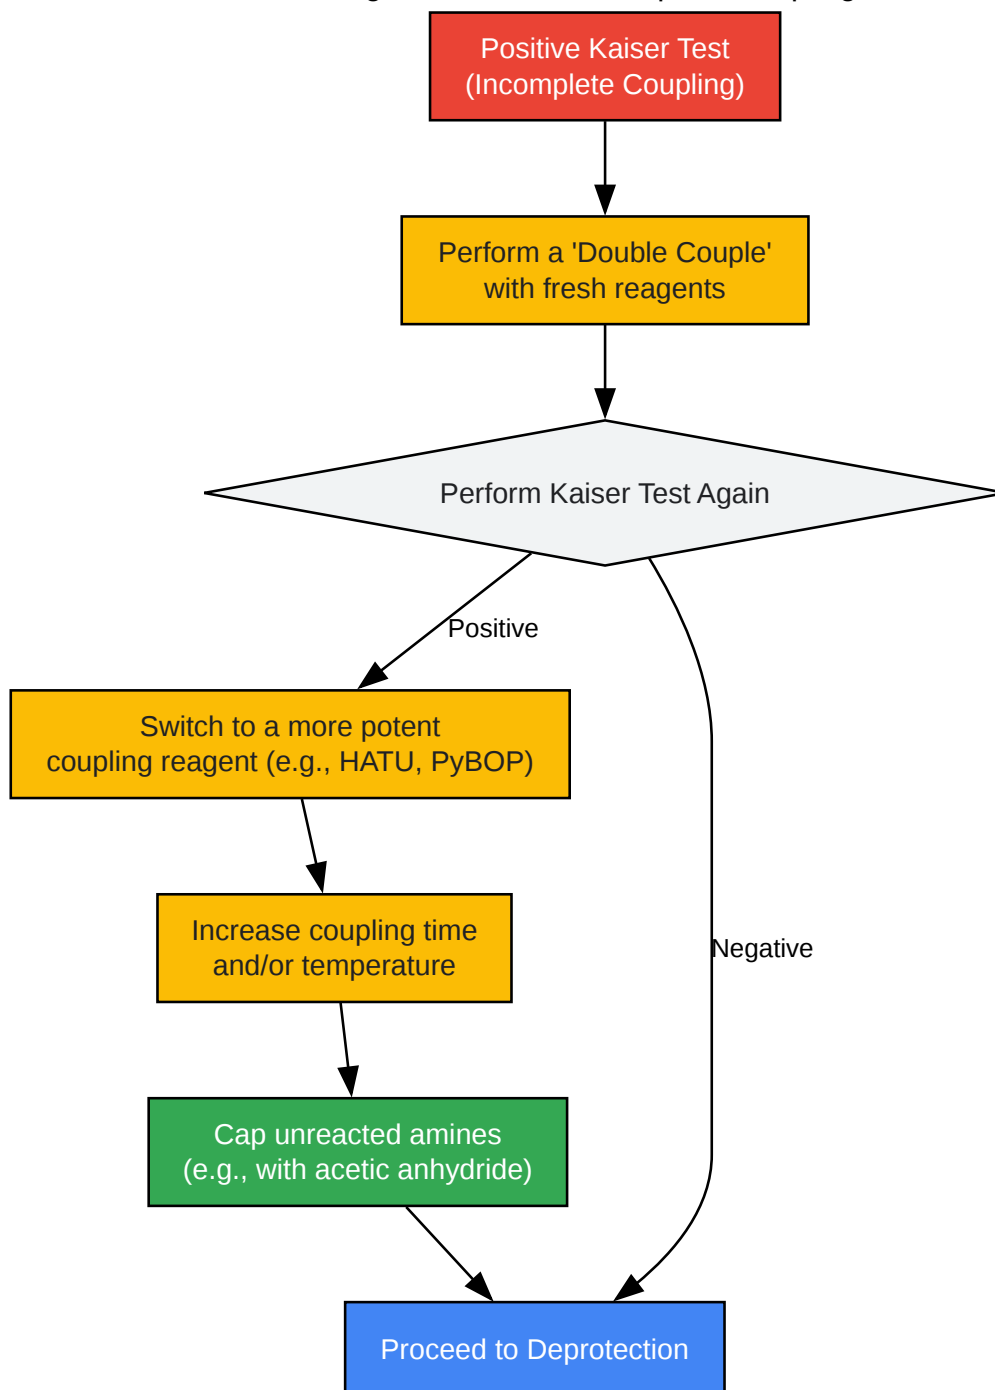 Positive Kaiser Test
(Incomplete Coupling)
Perform a 'Double Couple'
with fresh reagents
Perform Kaiser Test Again
Positive
Switch to a more potent
coupling reagent (e.g., HATU, PyBOP)
Increase coupling time
and/or temperature
Negative
Cap unreacted amines
(e.g., with acetic anhydride)
Proceed to Deprotection